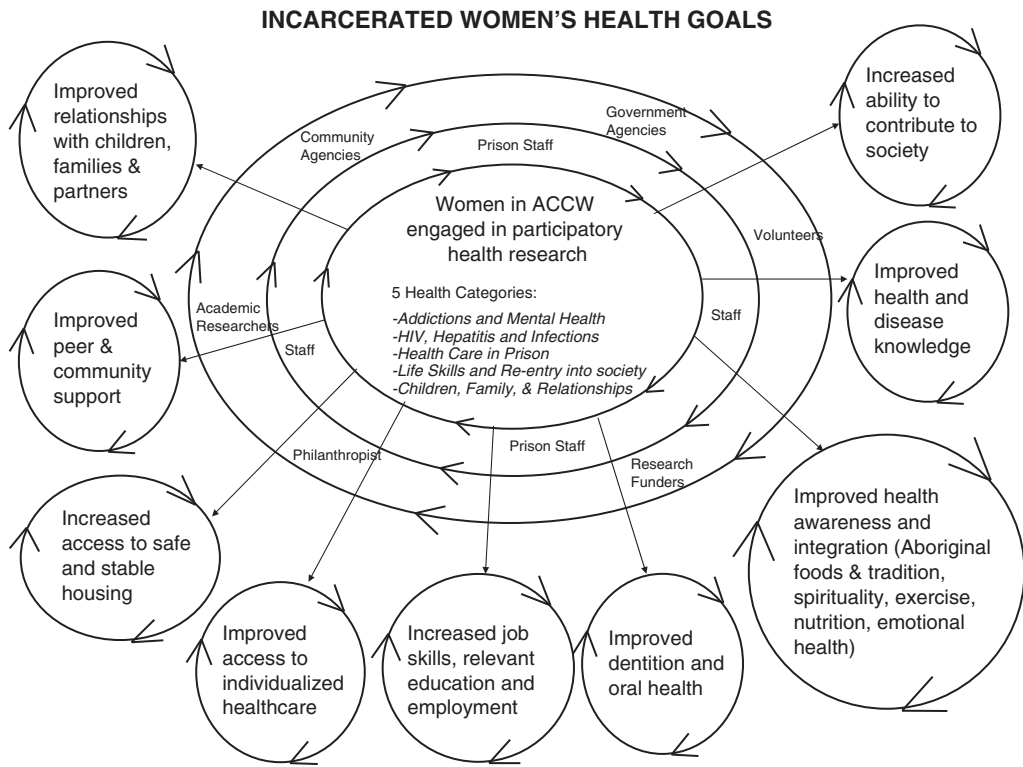 INCARCERATED WOMEN'S HEALTH GOALS
Improved
relationships
with children,
families &
partners
Increased
ability to
contribute to
society
Community
Agencies
Government
Agencies
Prison Staff
Women in ACCW
engaged in participatory
health research
5 Health Categories:
-Addictions and Mental Health
-HIV, Hepatitis and Infections
-Health Care in Prison
-Life Skills and Re-entry into society
-Children, Family, & Relationships
Volunteers
Academic
Researchers
Staff
Staff
Prison Staff
Philanthropist
Research
Funders
Improved
peer &
community
support
Improved
health and
disease
knowledge
Increased
access to safe
and stable
housing
Improved
access to
individualized
healthcare
Increased job
skills, relevant
education and
employment
Improved
dentition and
oral health
Improved health
awareness and
integration (Aboriginal
foods & tradition,
spirituality, exercise,
nutrition, emotional
health)